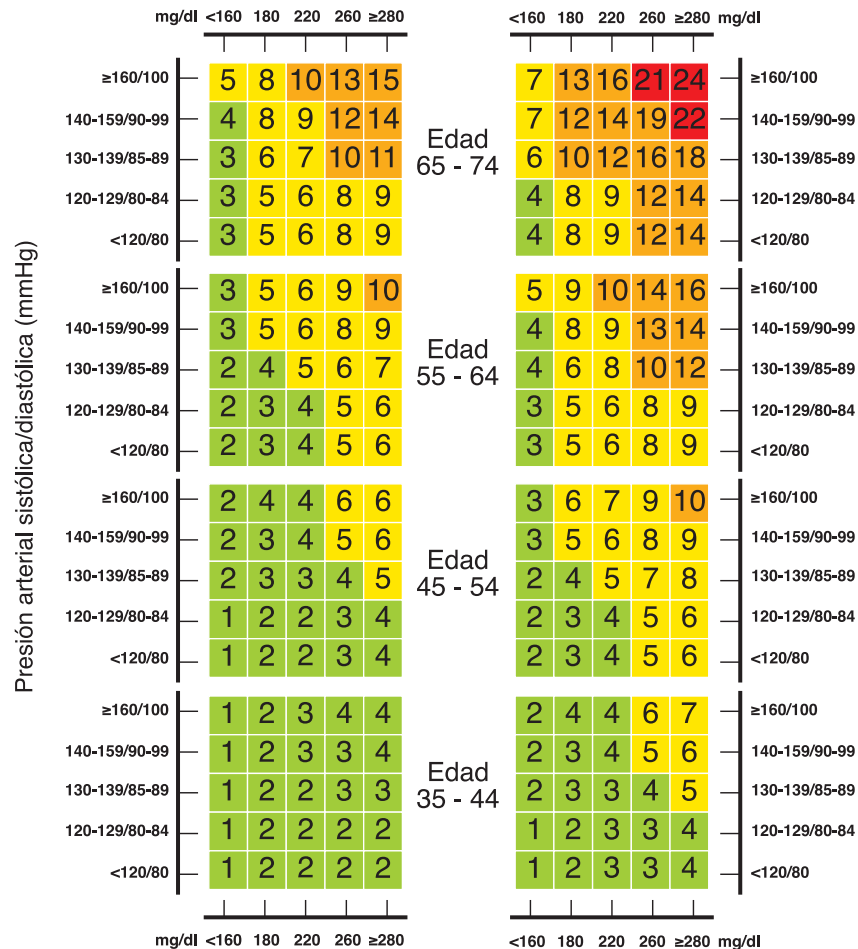 mg/dl <160 180 220 260 ≥280 <160 180 220 260 ≥280 mg/dl
≥160/100 5 8 10 13 15 7 13 16 21 24 ≥160/100
140-159/90-99 4 8 9 12 14 7 12 14 19 22 140-159/90-99
Edad
130-139/85-89 3 6 7 10 11 6 10 12 16 18 130-139/85-89
65 - 74
120-129/80-84 3 5 6 8 9 4 8 9 12 14 120-129/80-84
<120/80 3 5 6 8 9 4 8 9 12 14 <120/80
Presión arterial sistólica/diastólica (mmHg)
≥160/100 3 5 6 9 10 5 9 10 14 16 ≥160/100
140-159/90-99 3 5 6 8 9 4 8 9 13 14 140-159/90-99
Edad
130-139/85-89 2 4 5 6 7 4 6 8 10 12 130-139/85-89
55 - 64
120-129/80-84 2 3 4 5 6 3 5 6 8 9 120-129/80-84
<120/80 2 3 4 5 6 3 5 6 8 9 <120/80
≥160/100 2 4 4 6 6 3 6 7 9 10 ≥160/100
140-159/90-99 2 3 4 5 6 3 5 6 8 9 140-159/90-99
Edad
130-139/85-89 2 3 3 4 5 2 4 5 7 8 130-139/85-89
45 - 54
120-129/80-84 1 2 2 3 4 2 3 4 5 6 120-129/80-84
<120/80 1 2 2 3 4 2 3 4 5 6 <120/80
≥160/100 1 2 3 4 4 2 4 4 6 7 ≥160/100
140-159/90-99 1 2 3 3 4 2 3 4 5 6 140-159/90-99
Edad
130-139/85-89 1 2 2 3 3 2 3 3 4 5 130-139/85-89
35 - 44
120-129/80-84 1 2 2 2 2 1 2 3 3 4 120-129/80-84
<120/80 1 2 2 2 2 1 2 3 3 4 <120/80
mg/dl <160 180 220 260 ≥280 <160 180 220 260 ≥280 mg/dl